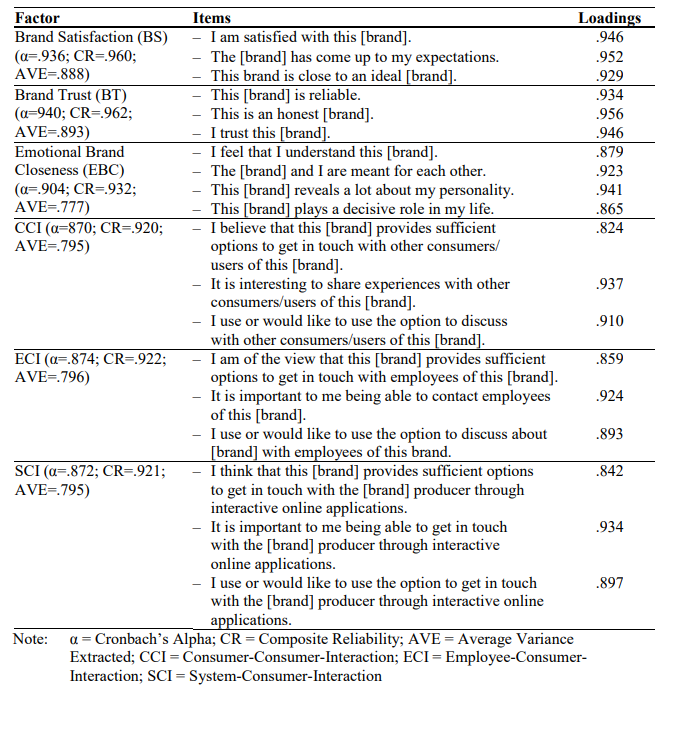 Factor Items Loadings
Brand Satisfaction (BS) – I am satisfied with this [brand]. .946
(α=.936; CR=.960; – The [brand] has come up to my expectations. .952
AVE=.888) – This brand is close to an ideal [brand]. .929
Brand Trust (BT) – This [brand] is reliable. .934
(α=940; CR=.962; – This is an honest [brand]. .956
AVE=.893) – I trust this [brand]. .946
Emotional Brand – I feel that I understand this [brand]. .879
Closeness (EBC) – The [brand] and I are meant for each other. .923
(α=.904; CR=.932; – This [brand] reveals a lot about my personality. .941
AVE=.777) – This [brand] plays a decisive role in my life. .865
CCI (α=870; CR=.920; – I believe that this [brand] provides sufficient .824
AVE=.795) options to get in touch with other consumers/
users of this [brand].
– It is interesting to share experiences with other .937
consumers/users of this [brand].
– I use or would like to use the option to discuss .910
with other consumers/users of this [brand].
ECI (α=.874; CR=.922; – I am of the view that this [brand] provides sufficient .859
AVE=.796) options to get in touch with employees of this [brand].
– It is important to me being able to contact employees .924
of this [brand].
– I use or would like to use the option to discuss about .893
[brand] with employees of this brand.
SCI (α=.872; CR=.921; – I think that this [brand] provides sufficient options .842
AVE=.795) to get in touch with the [brand] producer through
interactive online applications.
– It is important to me being able to get in touch .934
with the [brand] producer through interactive
online applications.
– I use or would like to use the option to get in touch .897
with the [brand] producer through interactive online
applications.
Note: α = Cronbach's Alpha; CR = Composite Reliability; AVE = Average Variance
Extracted; CCI = Consumer-Consumer-Interaction; ECI = Employee-Consumer-
Interaction; SCI = System-Consumer-Interaction